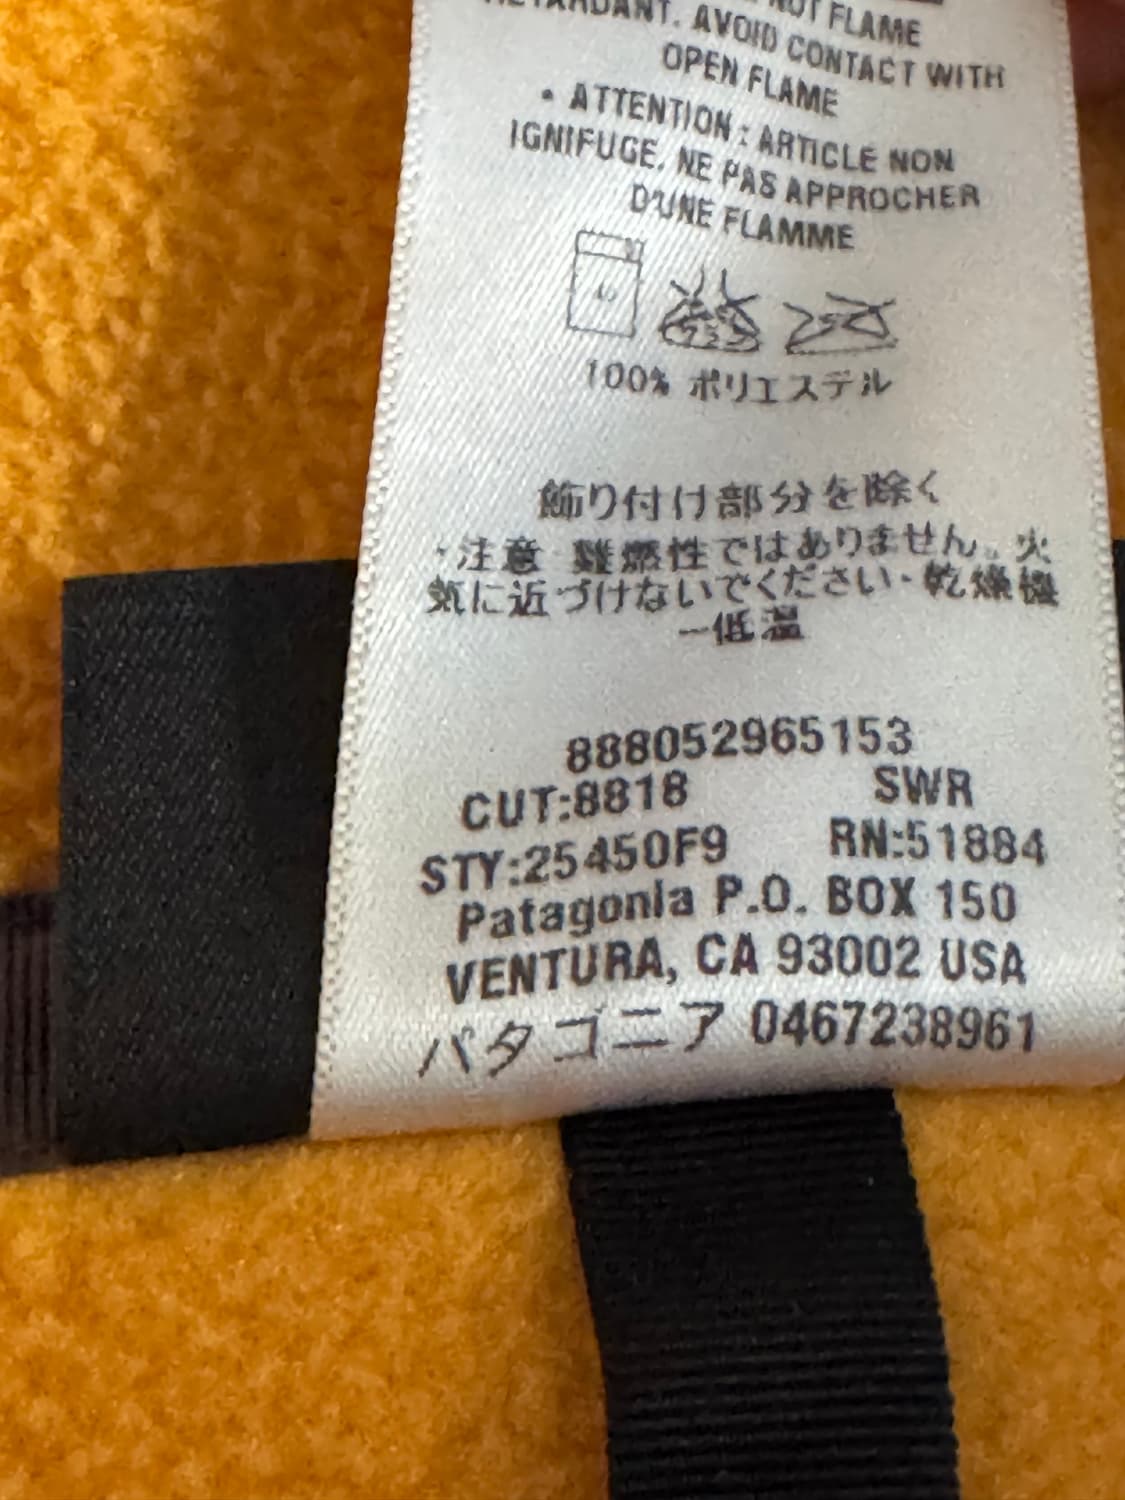 NOT FLAME
RETARDANT. AVOID CONTACT WITH
OPEN FLAME
• ATTENTION : ARTICLE NON
IGNIFUGE. NE PAS APPROCHER
D'UNE FLAMME
100% ポリエステル
飾り付け部分を除く
・注意 難燃性ではありません。火
気に近づけないでください・乾燥機
ー低温
888052965153
CUT:8818 SWR
STY:25450F9 RN:51884
Patagonia P.O. BOX 150
VENTURA, CA 93002 USA
パタゴニア 0467238961